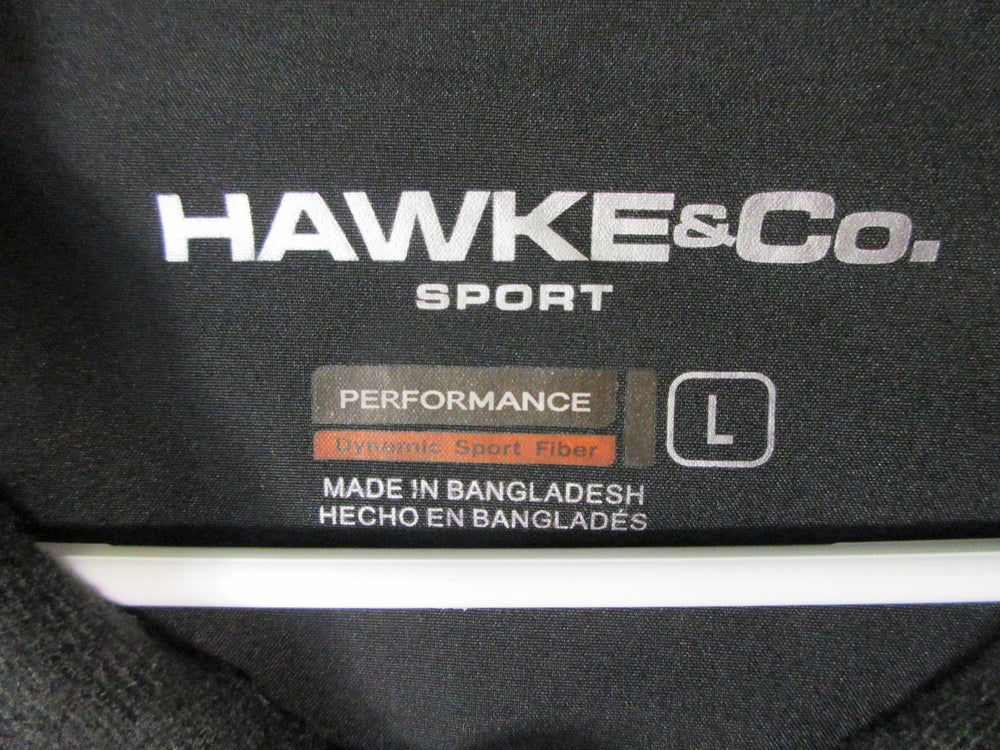 HAWKE&Co.
SPORT
PERFORMANCE
L
Dynamic Sport Fiber
MADE IN BANGLADESH
HECHO EN BANGLADÉS